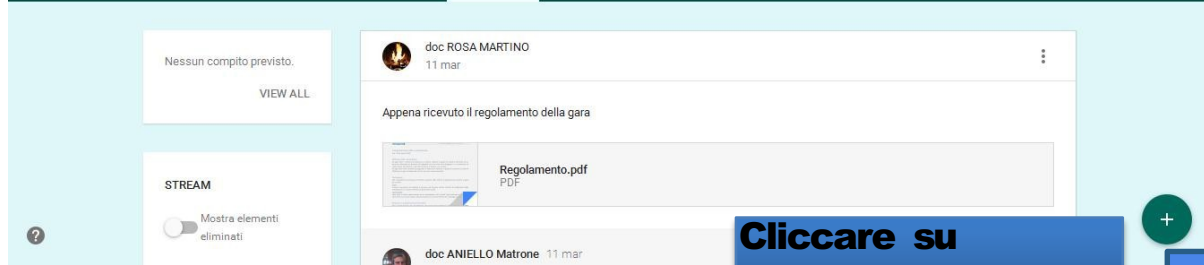 Nessun compito previsto.
VIEW ALL
STREAM
Mostra elementi
eliminati
doc ROSA MARTINO
11 mar
Appena ricevuto il regolamento della gara
Regolamento.pdf
PDF
doc ANIELLO Matrone 11 mar
Cliccare su